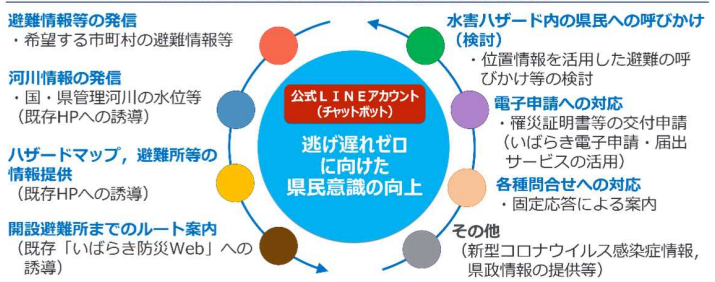 避難情報等の発信
・希望する市町村の避難情報等
河川情報の発信
・国・県管理河川の水位等
（既存HPへの誘導）
ハザードマップ，避難所等の
情報提供
（既存HPへの誘導）
開設避難所までのルート案内
（既存「いばらき防災Web」への
誘導）
公式ＬＩＮＥアカウント
（チャットボット）
逃げ遅れゼロ
に向けた
県民意識の向上
水害ハザード内の県民への呼びかけ
（検討）
・位置情報を活用した避難の呼
びかけ等の検討
電子申請への対応
・罹災証明書等の交付申請
（いばらき電子申請・届出
サービスの活用）
各種問合せへの対応
・固定応答による案内
その他
（新型コロナウイルス感染症情報，
県政情報の提供等）